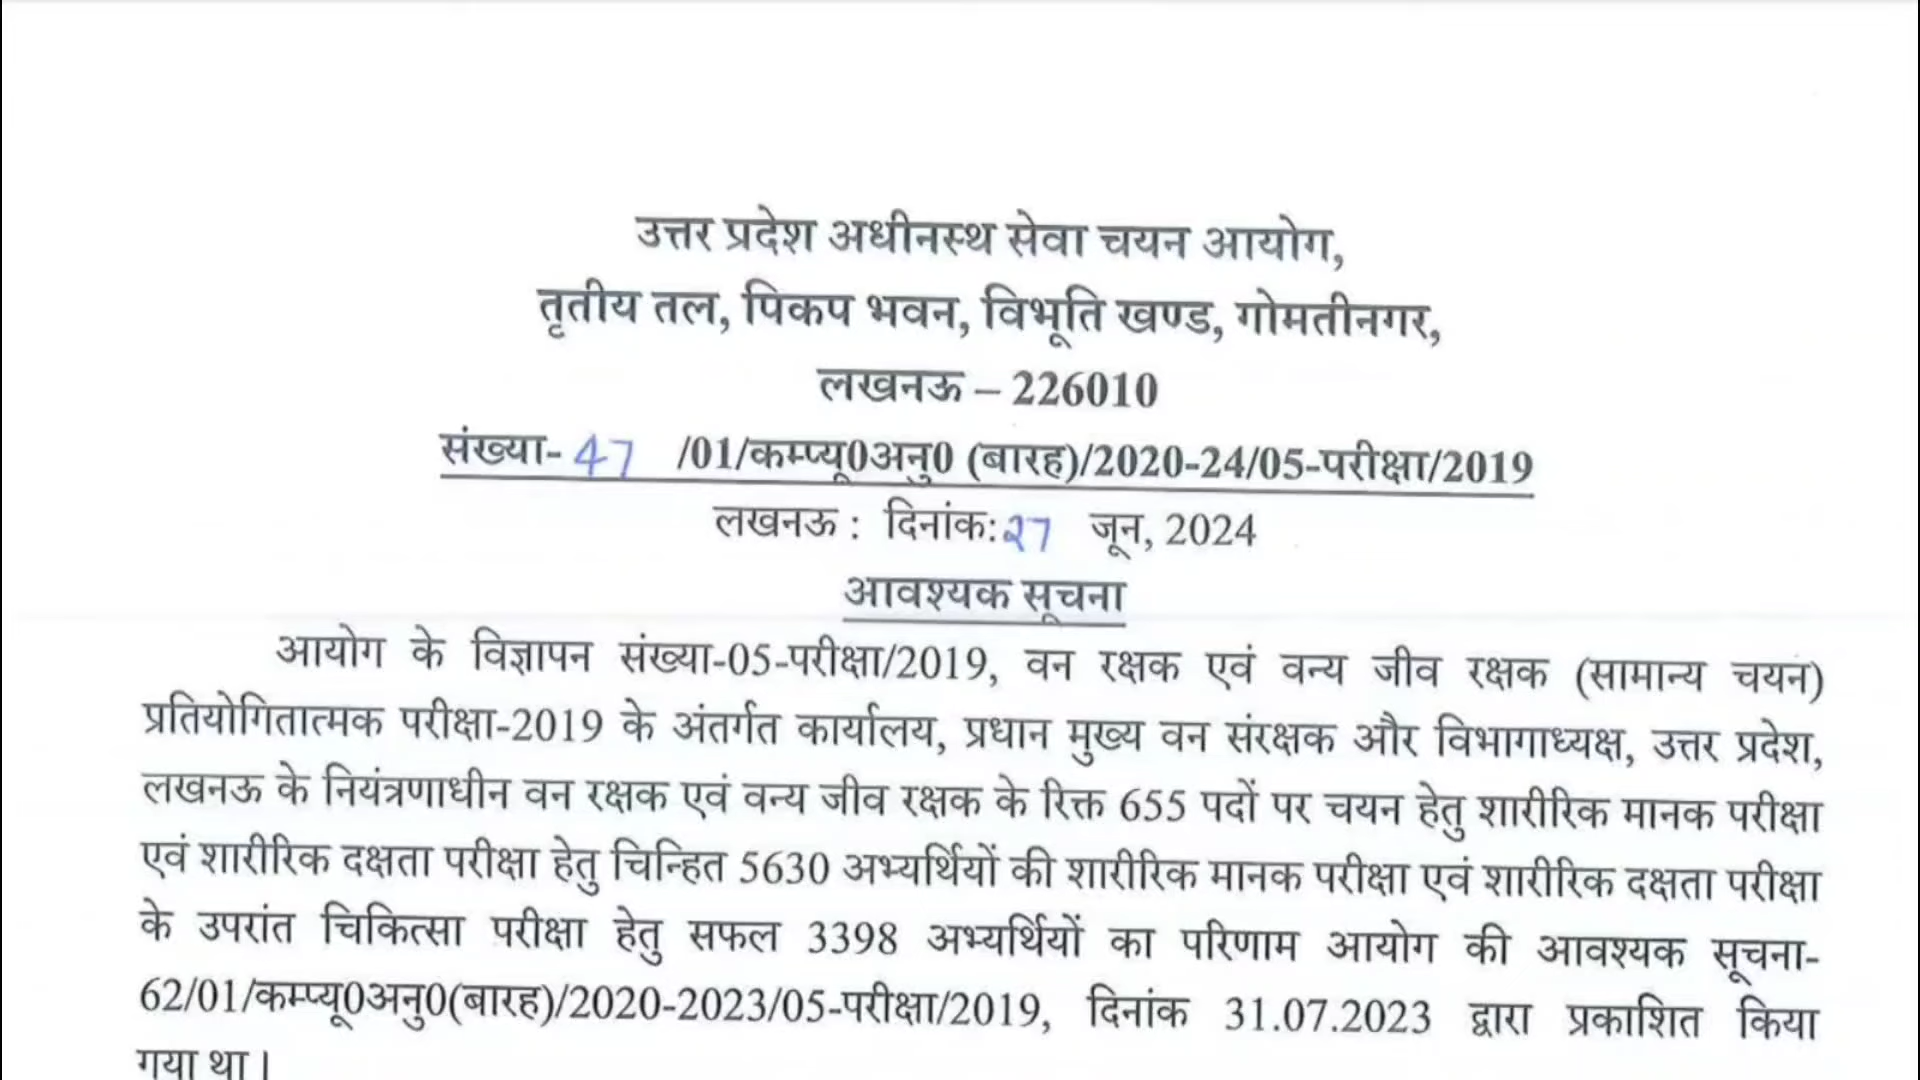 उत्तर प्रदेश अधीनस्थ सेवा चयन आयोग,
तृतीय तल, पिकप भवन, विभूति खण्ड, गोमतीनगर,
लखनऊ – 226010
संख्या- 47 /01/कम्प्यू0अनु0 (बारह)/2020-24/05-परीक्षा/2019
लखनऊ : दिनांक: 27 जून, 2024
आवश्यक सूचना
आयोग के विज्ञापन संख्या-05-परीक्षा/2019, वन रक्षक एवं वन्य जीव रक्षक (सामान्य चयन)
प्रतियोगितात्मक परीक्षा-2019 के अंतर्गत कार्यालय, प्रधान मुख्य वन संरक्षक और विभागाध्यक्ष, उत्तर प्रदेश,
लखनऊ के नियंत्रणाधीन वन रक्षक एवं वन्य जीव रक्षक के रिक्त 655 पदों पर चयन हेतु शारीरिक मानक परीक्षा
एवं शारीरिक दक्षता परीक्षा हेतु चिन्हित 5630 अभ्यर्थियों की शारीरिक मानक परीक्षा एवं शारीरिक दक्षता परीक्षा
के उपरांत चिकित्सा परीक्षा हेतु सफल 3398 अभ्यर्थियों का परिणाम आयोग की आवश्यक सूचना-
62/01/कम्प्यू0अनु0(बारह)/2020-2023/05-परीक्षा/2019, दिनांक 31.07.2023 द्वारा प्रकाशित किया
गया था।